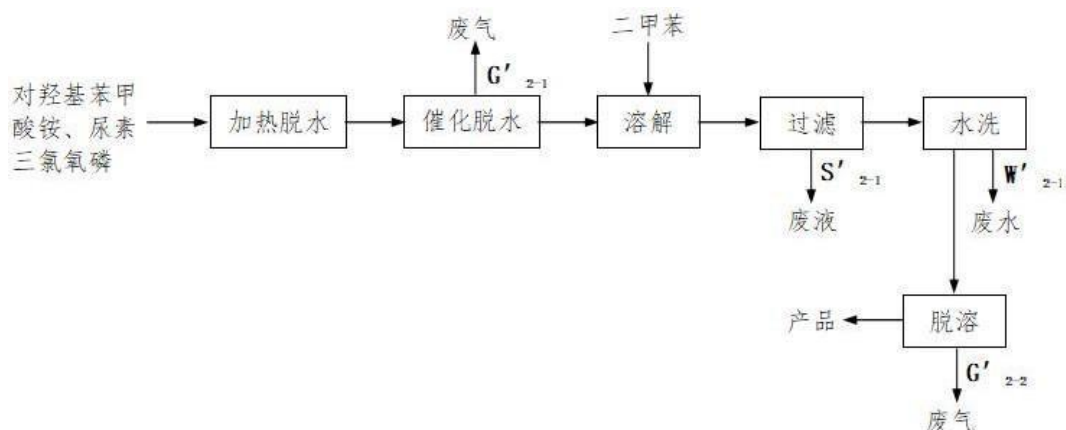 废气
二甲苯
G′ 2-1
对羟基苯甲
酸铵、尿素
三氯氧磷
加热脱水
催化脱水
溶解
过滤
水洗
S′ 2-1
W′ 2-1
废液
废水
产品
脱溶
G′ 2-2
废气